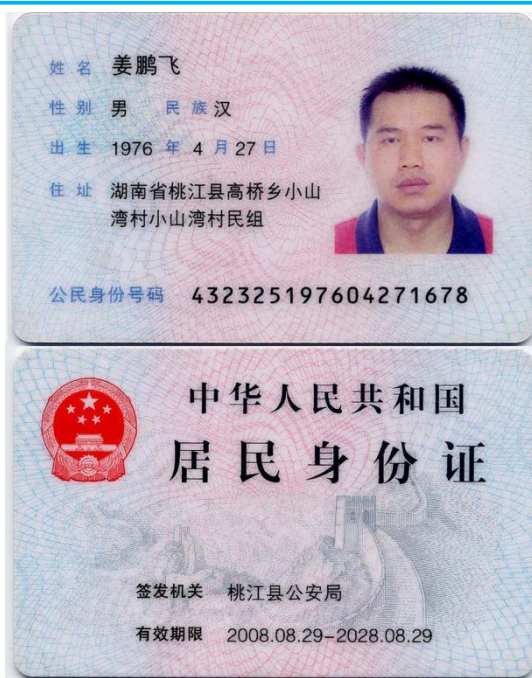 姓名 姜鹏飞
性别 男 民族 汉
出生 1976 年 4 月 27 日
住址 湖南省桃江县高桥乡小山
湾村小山湾村民组
公民身份号码 432325197604271678
中华人民共和国
居民身份证
签发机关 桃江县公安局
有效期限 2008.08.29-2028.08.29